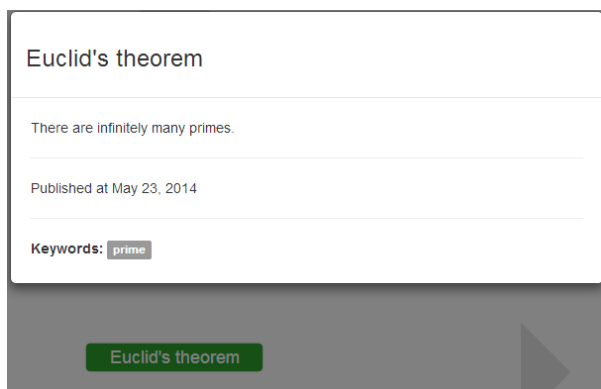 Euclid's theorem
There are infinitely many primes.
Published at May 23, 2014
Keywords: prime
Euclid's theorem